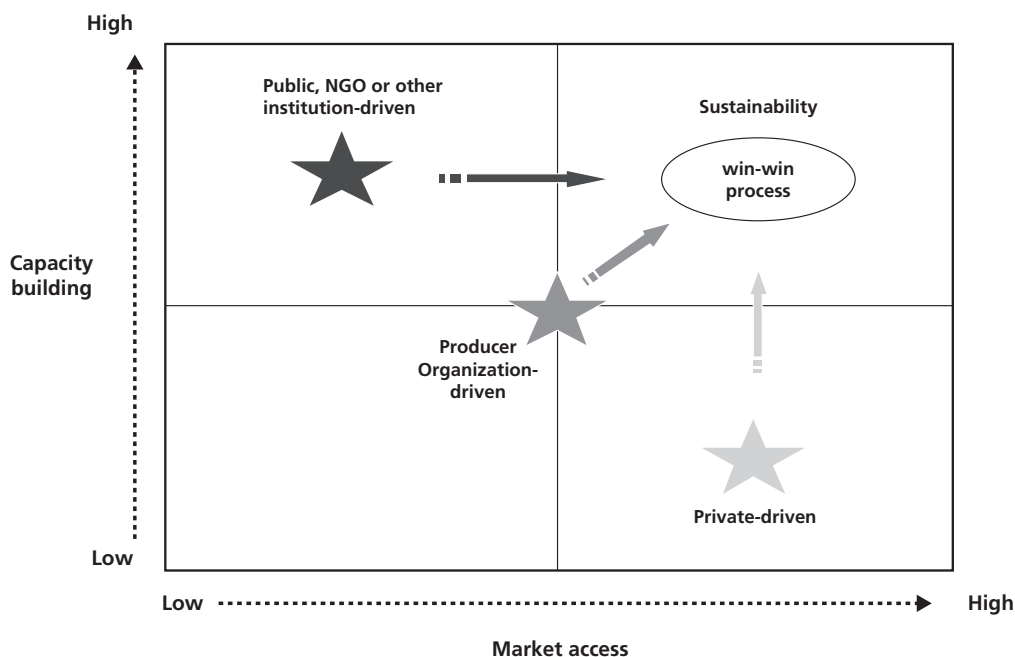 High
Public, NGO or other
institution-driven
Sustainability
win-win
process
Capacity
building
Producer
Organization-
driven
Private-driven
Low
Low
High
Market access